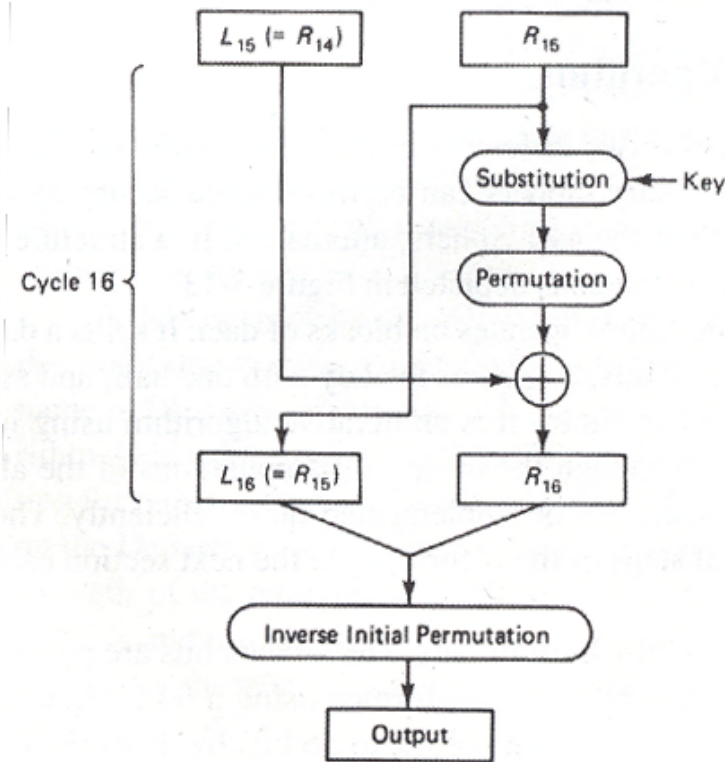 L15 (= R14)
R15
Substitution
Key
Permutation
Cycle 16
L16 (= R15)
R16
Inverse Initial Permutation
Output